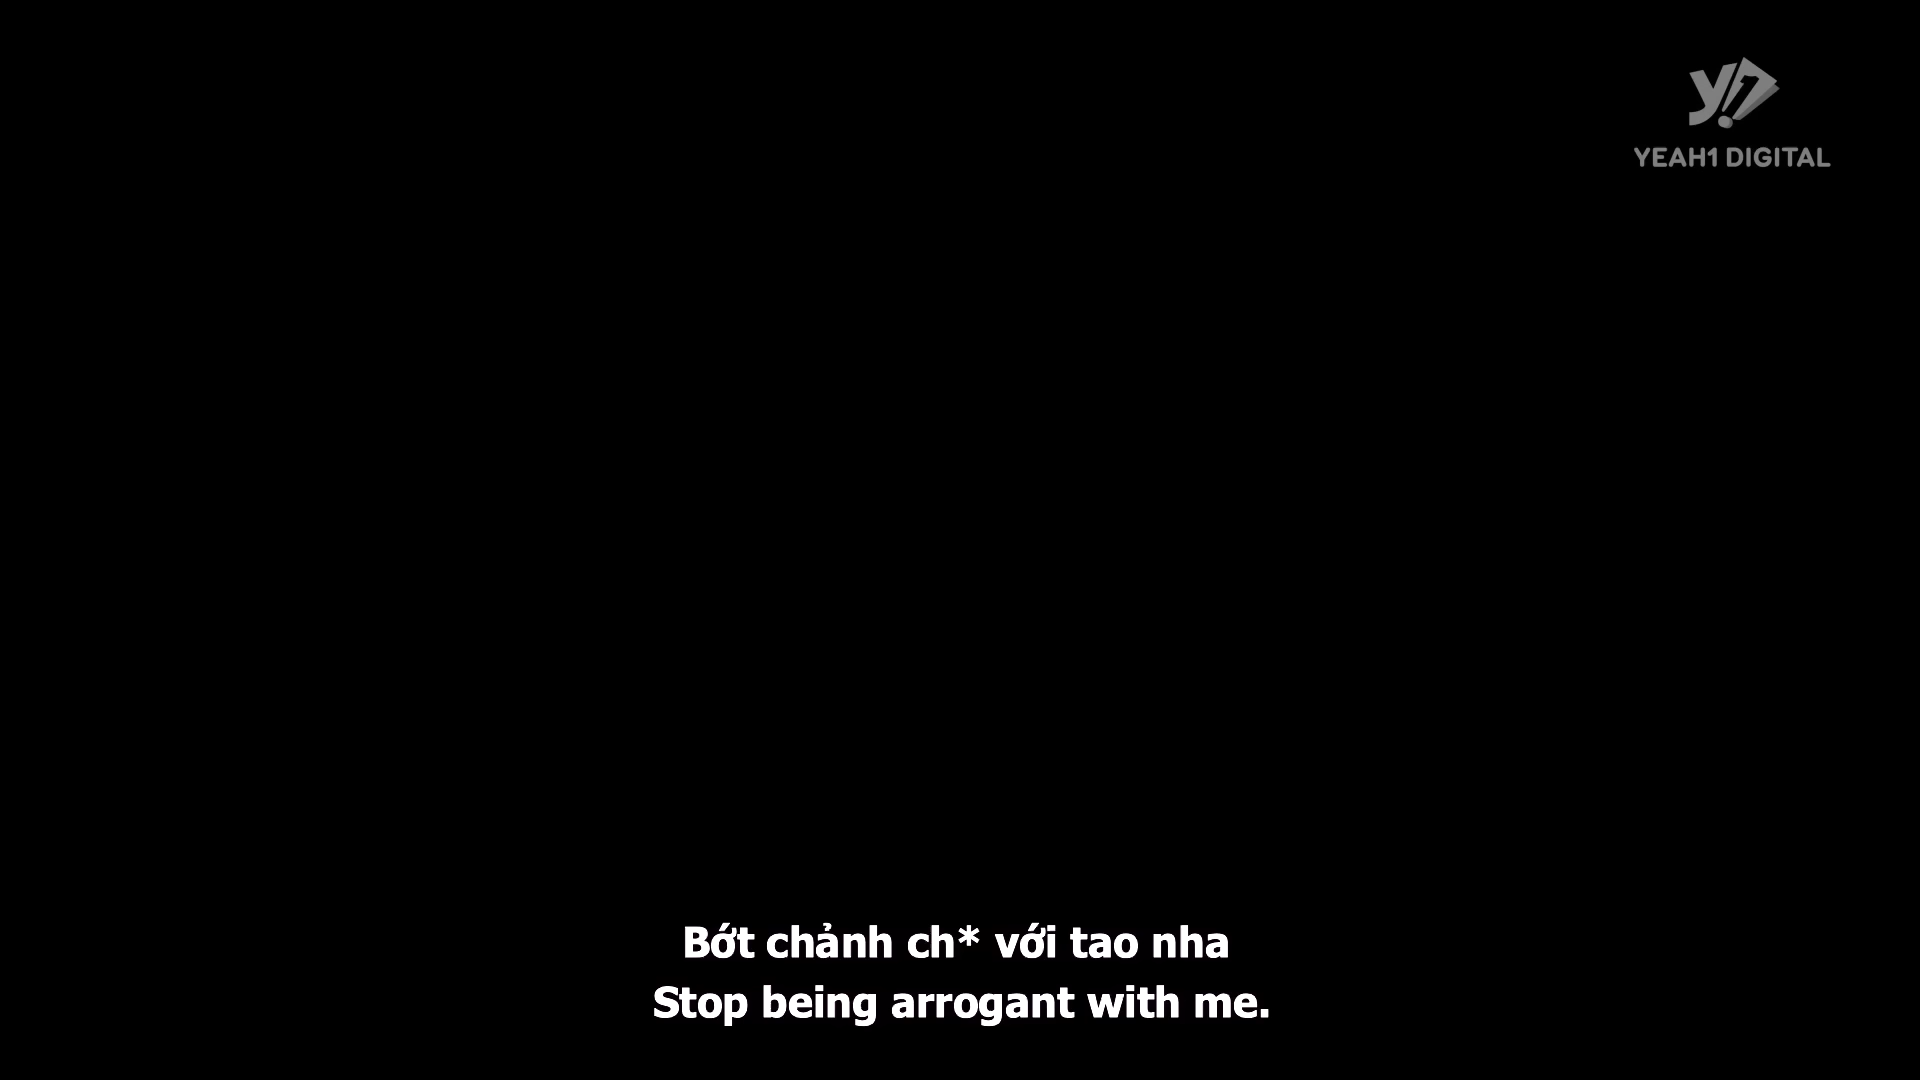 YEAH1 DIGITAL
Bớt chảnh ch* với tao nha
Stop being arrogant with me.